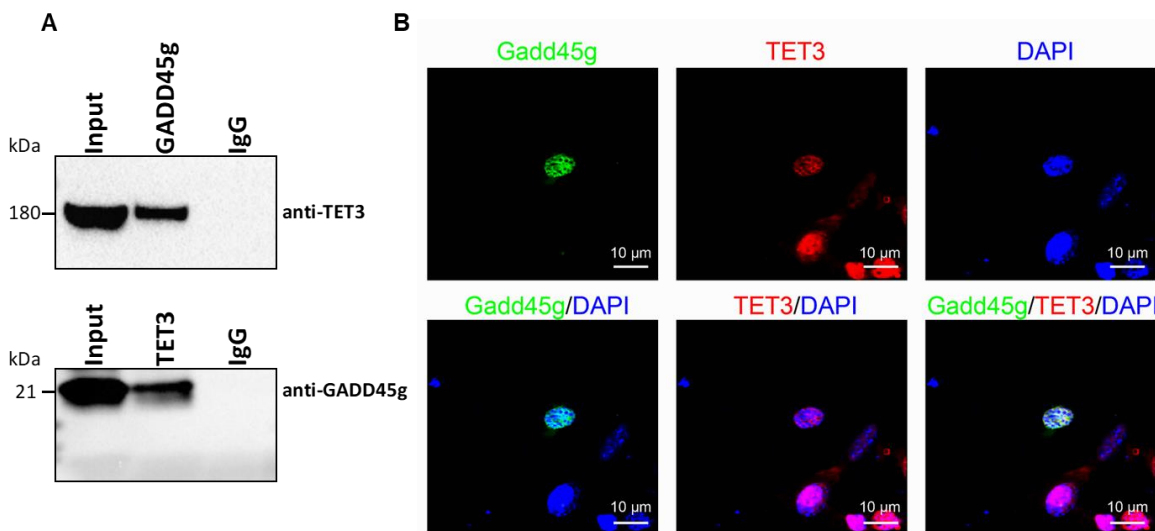 A
kDa
Input
GADD45g
IgG
180
anti-TET3
kDa
Input
TET3
IgG
21
anti-GADD45g
B
Gadd45g
TET3
DAPI
10 µm
10 µm
10 µm
Gadd45g/DAPI
TET3/DAPI
Gadd45g/TET3/DAPI
10 µm
10 µm
10 µm